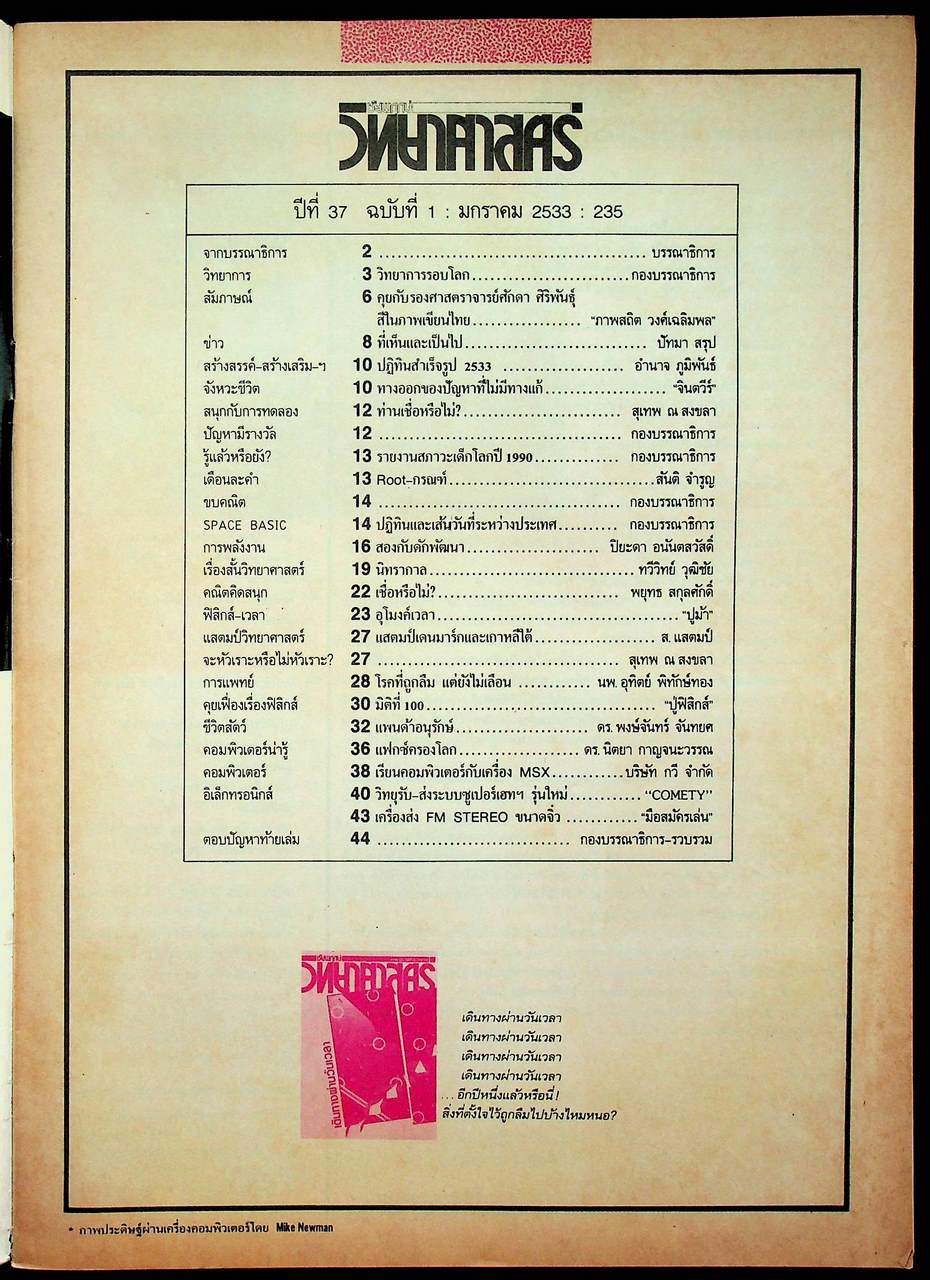 ชัยพฤกษ์
วิทยาศาสตร์
ปีที่ 37 ฉบับที่ 1 : มกราคม 2533 : 235
จากบรรณาธิการ 2 ........ บรรณาธิการ
วิทยาการ 3 วิทยาการรอบโลก ........ กองบรรณาธิการ
สัมภาษณ์ 6 คุยกับรองศาสตราจารย์ศักดา ศิริพันธุ์
สีในภาพเขียนไทย ........ "ภาพสถิต วงศ์เฉลิมพล"
ข่าว 8 ที่เห็นและเป็นไป ........ ปัทมา สรุป
สร้างสรรค์-สร้างเสริม-ฯ 10 ปฏิทินสำเร็จรูป 2533 ........ อำนาจ ภูมิพันธ์
จังหวะชีวิต 10 ทางออกของปัญหาที่ไม่มีทางแก้ ........ "จินตวีร์"
สนุกกับการทดลอง 12 ท่านเชื่อหรือไม่? ........ สุเทพ ณ สงขลา
ปัญหามีรางวัล 12 ........ กองบรรณาธิการ
รู้แล้วหรือยัง? 13 รายงานสภาวะเด็กโลกปี 1990 ........ กองบรรณาธิการ
เดือนละคำ 13 Root-กรณฑ์ ........ สันติ จำรูญ
ขบคณิต 14 ........ กองบรรณาธิการ
SPACE BASIC 14 ปฏิทินและเส้นวันที่ระหว่างประเทศ ........ กองบรรณาธิการ
การพลังงาน 16 สองกับดักพัฒนา ........ ปิยะดา อนันตสวัสดิ์
เรื่องสั้นวิทยาศาสตร์ 19 นิทรากาล ........ ทวีวิทย์ วุฒิชัย
คณิตคิดสนุก 22 เชื่อหรือไม่? ........ พยุทธ สกุลศักดิ์
ฟิสิกส์-เวลา 23 อุโมงค์เวลา ........ "ปูม้า"
แสตมป์วิทยาศาสตร์ 27 แสตมป์เดนมาร์กและเกาหลีใต้ ........ ส. แสตมป์
จะหัวเราะหรือไม่หัวเราะ? 27 ........ สุเทพ ณ สงขลา
การแพทย์ 28 โรคที่ถูกลืม แต่ยังไม่เลือน ........ นพ. อุทิตย์ พิทักษ์ทอง
คุยเฟื่องเรื่องฟิสิกส์ 30 มิติที่ 100 ........ "ปู่ฟิสิกส์"
ชีวิตสัตว์ 32 แพนด้าอนุรักษ์ ........ ดร. พงษ์จันทร์ จันทยศ
คอมพิวเตอร์น่ารู้ 36 แฟกซ์ครองโลก ........ ดร. นิตยา กาญจนะวรรณ
คอมพิวเตอร์ 38 เรียนคอมพิวเตอร์กับเครื่อง MSX ........ บริษัท กวี จำกัด
อิเล็กทรอนิกส์ 40 วิทยุรับ-ส่งระบบซูเปอร์เฮทฯ รุ่นใหม่ ........ "COMETY"
43 เครื่องส่ง FM STEREO ขนาดจิ๋ว ........ "มือสมัครเล่น"
ตอบปัญหาท้ายเล่ม 44 ........ กองบรรณาธิการ-รวบรวม
ชัยพฤกษ์
วิทยาศาสตร์
เดินทางผ่านวันเวลา
เดินทางผ่านวันเวลา
เดินทางผ่านวันเวลา
เดินทางผ่านวันเวลา
เดินทางผ่านวันเวลา
... อีกปีหนึ่งแล้วหรือนี่!
สิ่งที่ตั้งใจไว้ถูกลืมไปบ้างไหมหนอ?
* ภาพประดิษฐ์ผ่านเครื่องคอมพิวเตอร์โดย Mike Newman